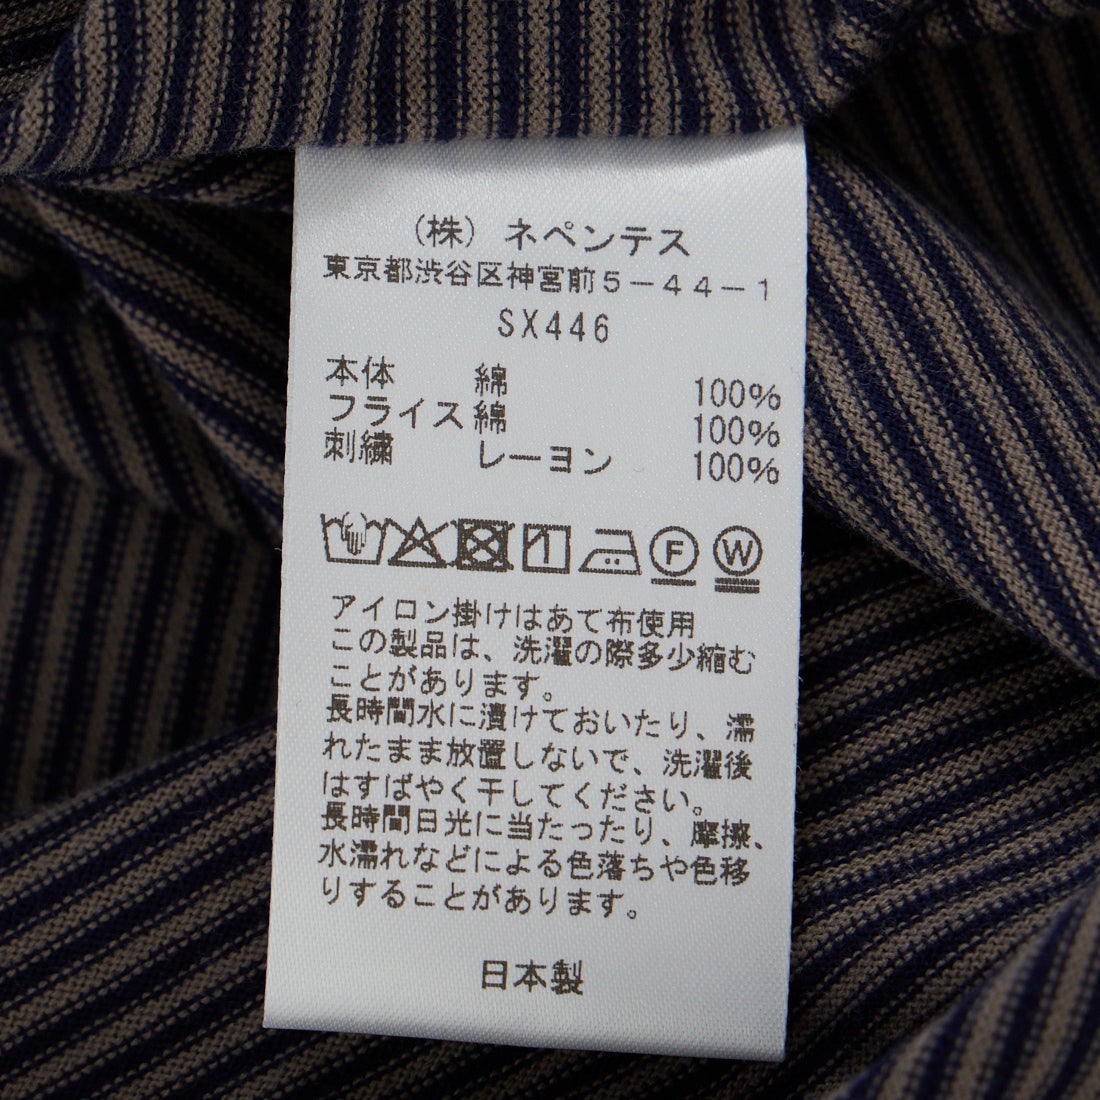 （株）ネペンテス
東京都渋谷区神宮前5－44－1
SX446
本体 綿 100%
フライス 綿 100%
刺繍 レーヨン 100%
F W
アイロン掛けはあて布使用
この製品は、洗濯の際多少縮む
ことがあります。
長時間水に漬けておいたり、濡
れたまま放置しないで、洗濯後
はすばやく干してください。
長時間日光に当たったり、摩擦、
水濡れなどによる色落ちや色移
りすることがあります。
日本製